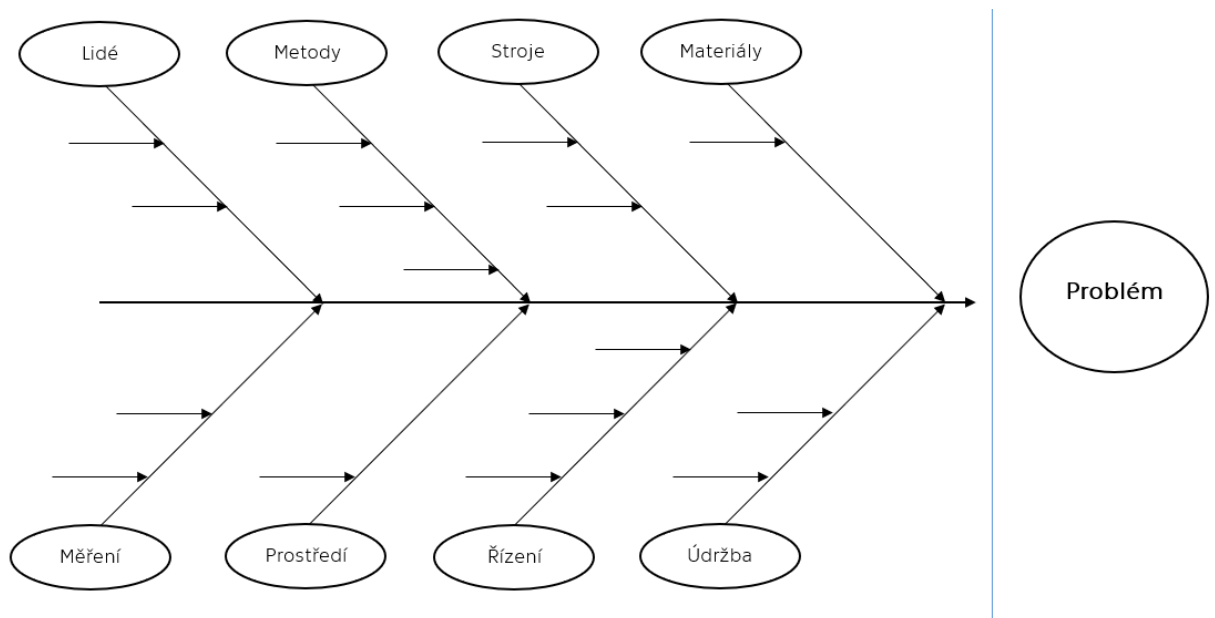 Lidé
Metody
Stroje
Materiály
Problém
Měření
Prostředí
Řízení
Údržba